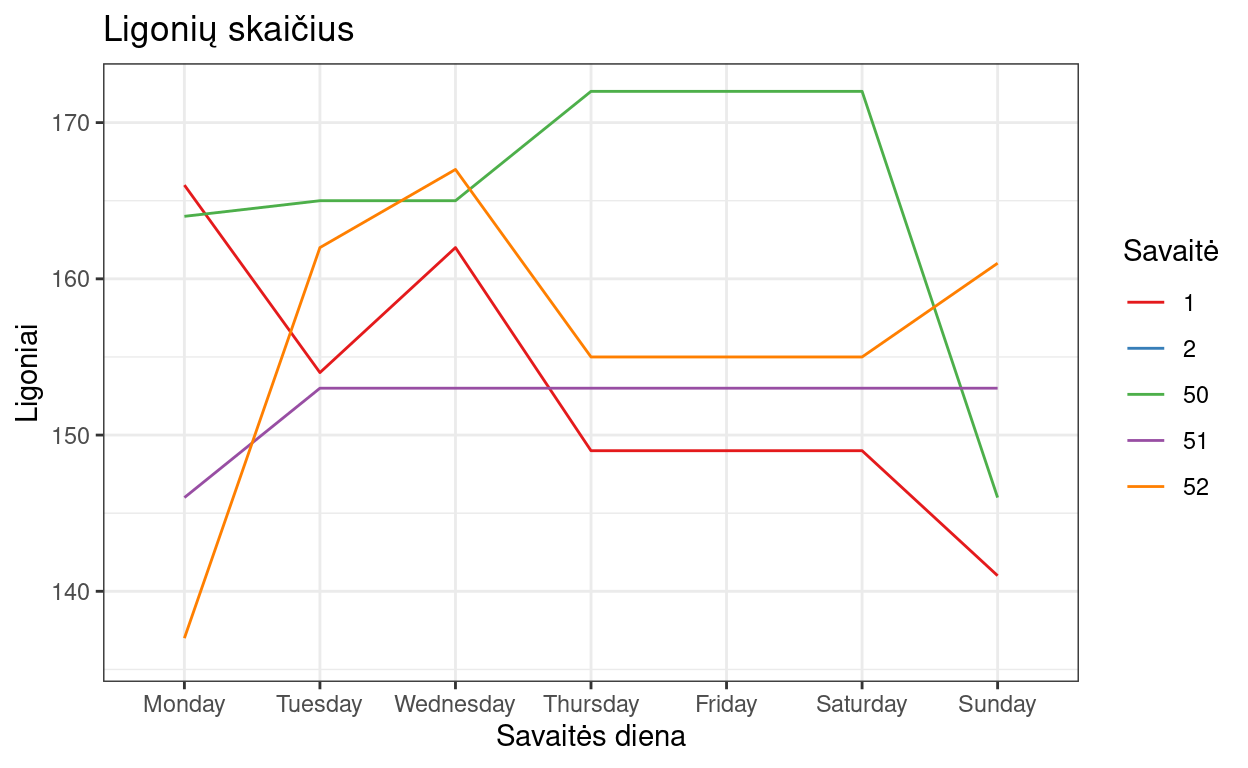 Ligonių skaičius
Ligoniai
170
160
150
140
Monday Tuesday Wednesday Thursday Friday Saturday Sunday
Savaitės diena
Savaitė
1
2
50
51
52